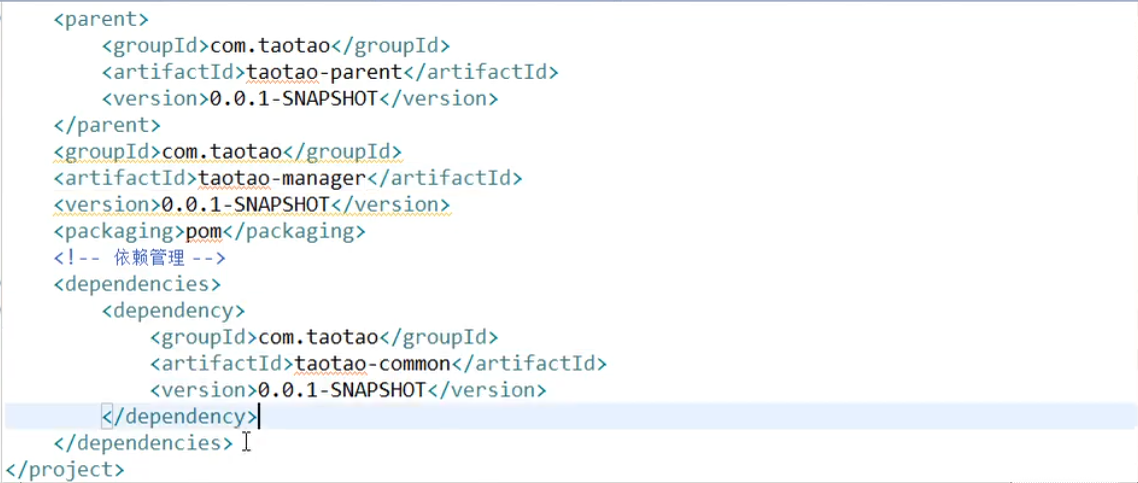 <parent>
<groupId>com.taotao</groupId>
<artifactId>taotao-parent</artifactId>
<version>0.0.1-SNAPSHOT</version>
</parent>
<groupId>com.taotao</groupId>
<artifactId>taotao-manager</artifactId>
<version>0.0.1-SNAPSHOT</version>
<packaging>pom</packaging>
<!-- 依赖管理 -->
<dependencies>
<dependency>
<groupId>com.taotao</groupId>
<artifactId>taotao-common</artifactId>
<version>0.0.1-SNAPSHOT</version>
</dependency>
</dependencies>
</project>